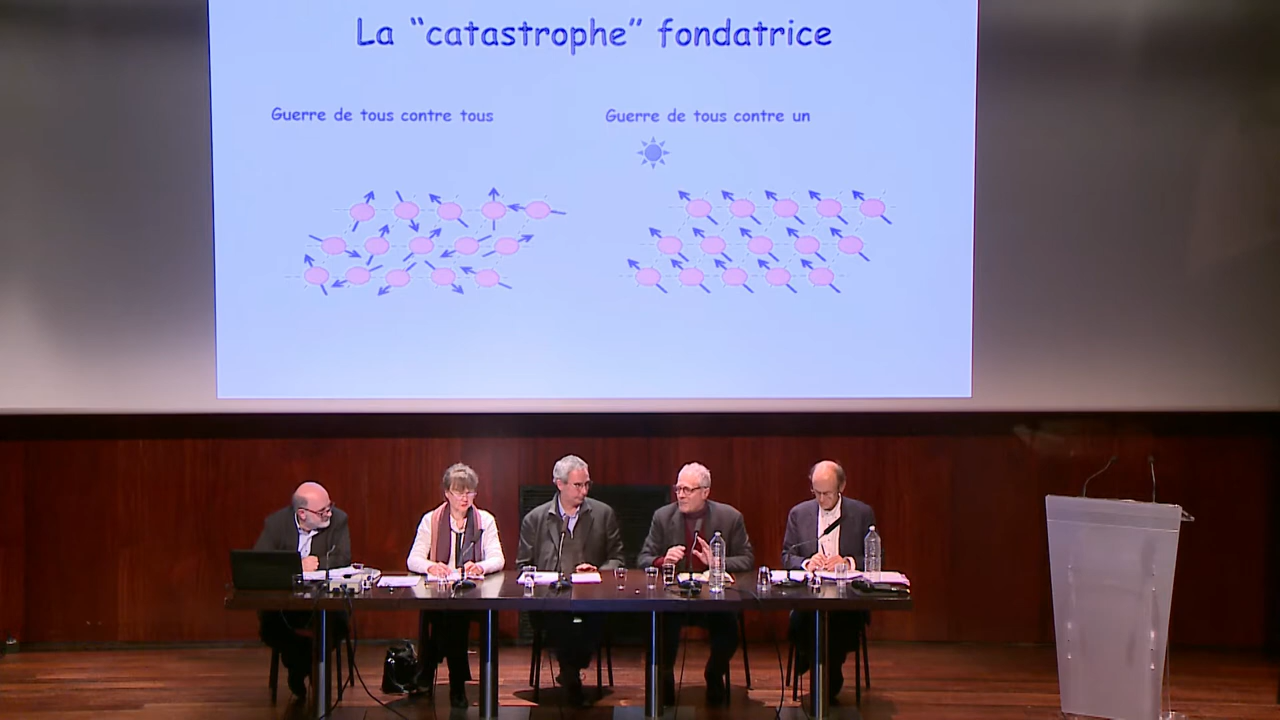 La "catastrophe" fondatrice
Guerre de tous contre tous
Guerre de tous contre un